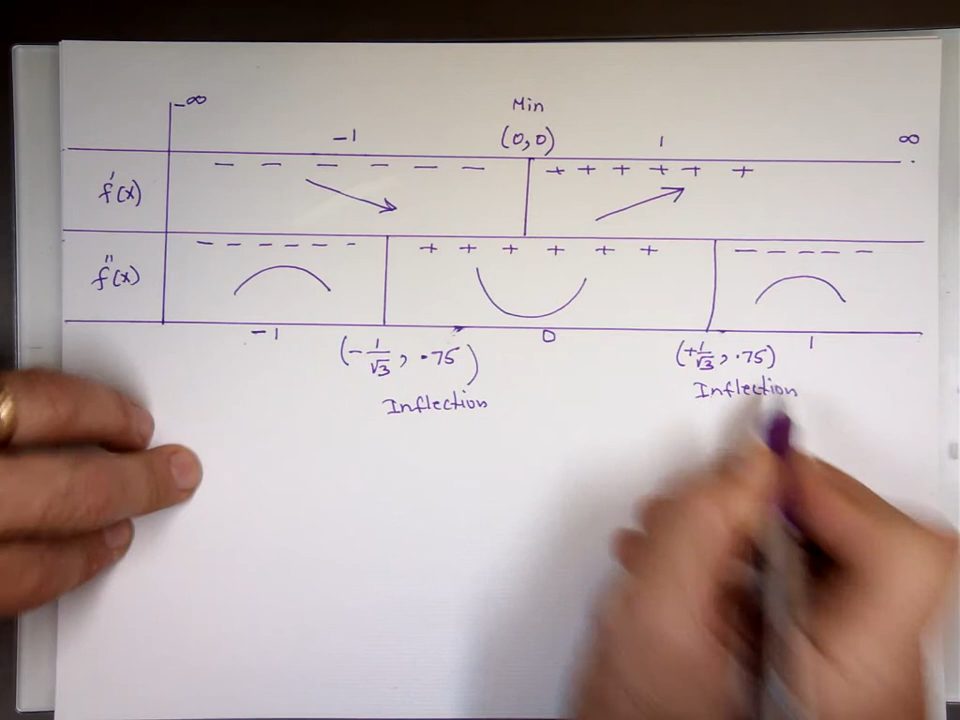 Min
-∞ -1 (0,0) 1 ∞
f'(x) - - - - - - + + + + + +
f"(x) - - - - - - + + + + + + - - - - -
-1 (-1/√3, .75) 0 (+1/√3, .75) 1
Inflection Inflection